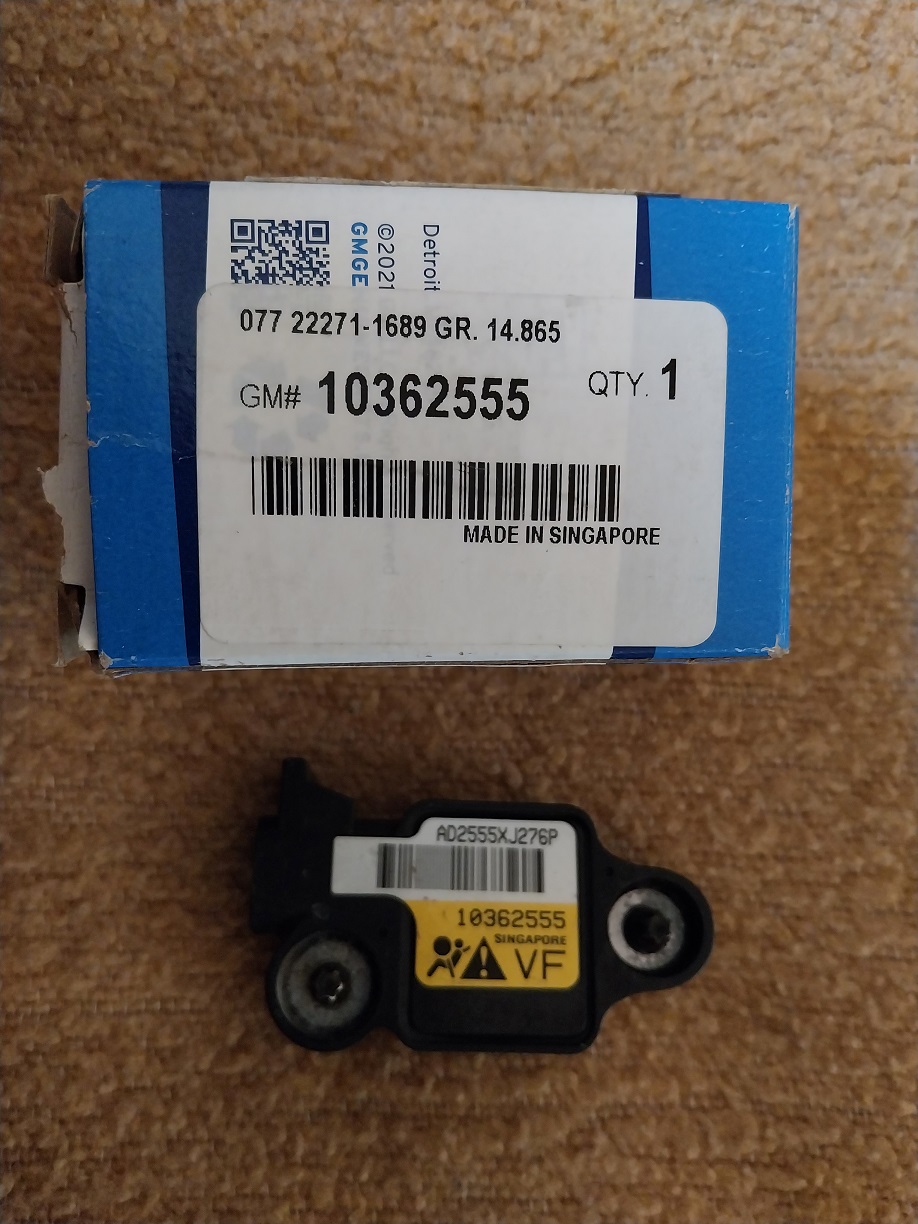 Detroit
©2021
GMGE
077 22271-1689 GR. 14.865
GM# 10362555 QTY. 1
MADE IN SINGAPORE
AD2555XJ276P
10362555
SINGAPORE
VF